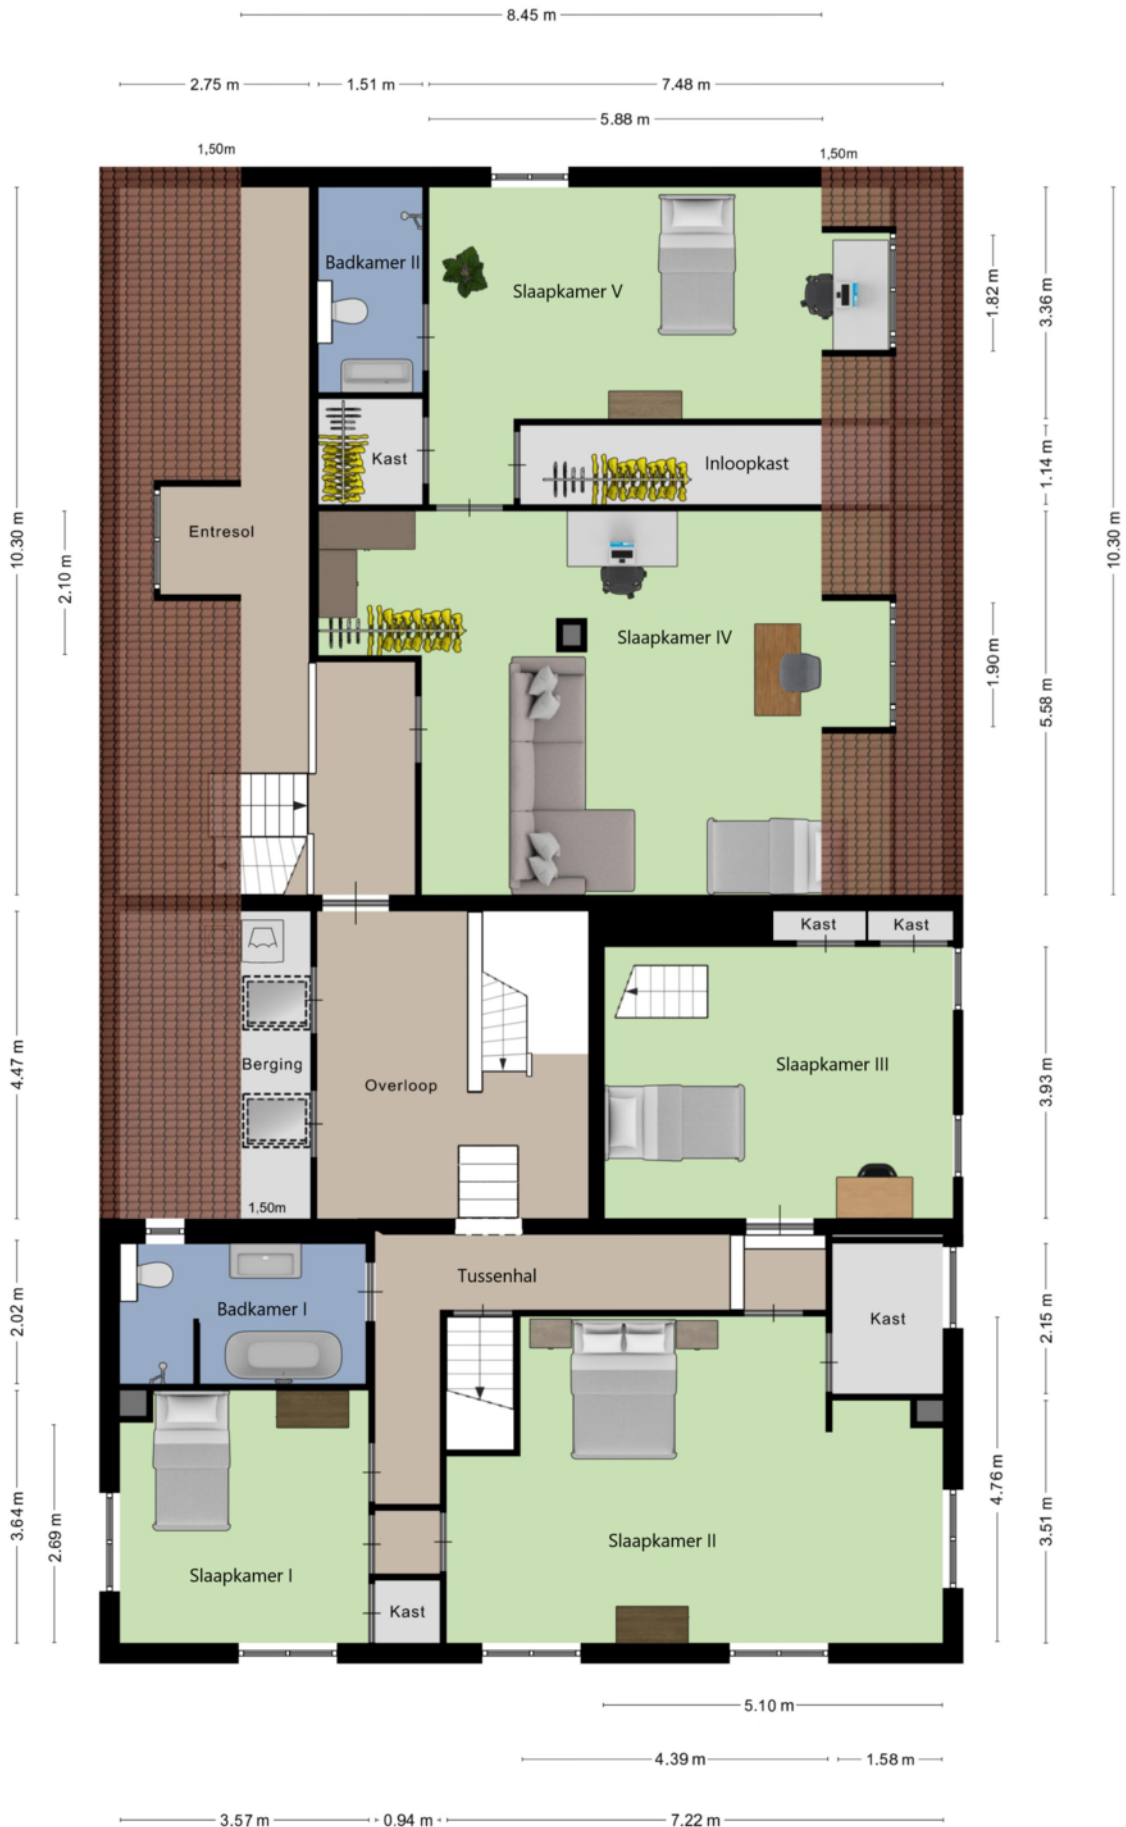 8.45 m
2.75 m
1.51 m
7.48 m
5.88 m
1,50m
1,50m
Badkamer II
Slaapkamer V
1.82 m
3.36 m
Kast
Inloopkast
1.14 m
Entresol
10.30 m
10.30 m
2.10 m
Slaapkamer IV
1.90 m
5.58 m
Kast
Kast
Berging
Overloop
Slaapkamer III
4.47 m
3.93 m
1,50m
Tussenhal
Badkamer I
Kast
2.02 m
2.15 m
Slaapkamer I
Slaapkamer II
Kast
3.64 m
2.69 m
4.76 m
3.51 m
5.10 m
4.39 m
1.58 m
3.57 m
0.94 m
7.22 m